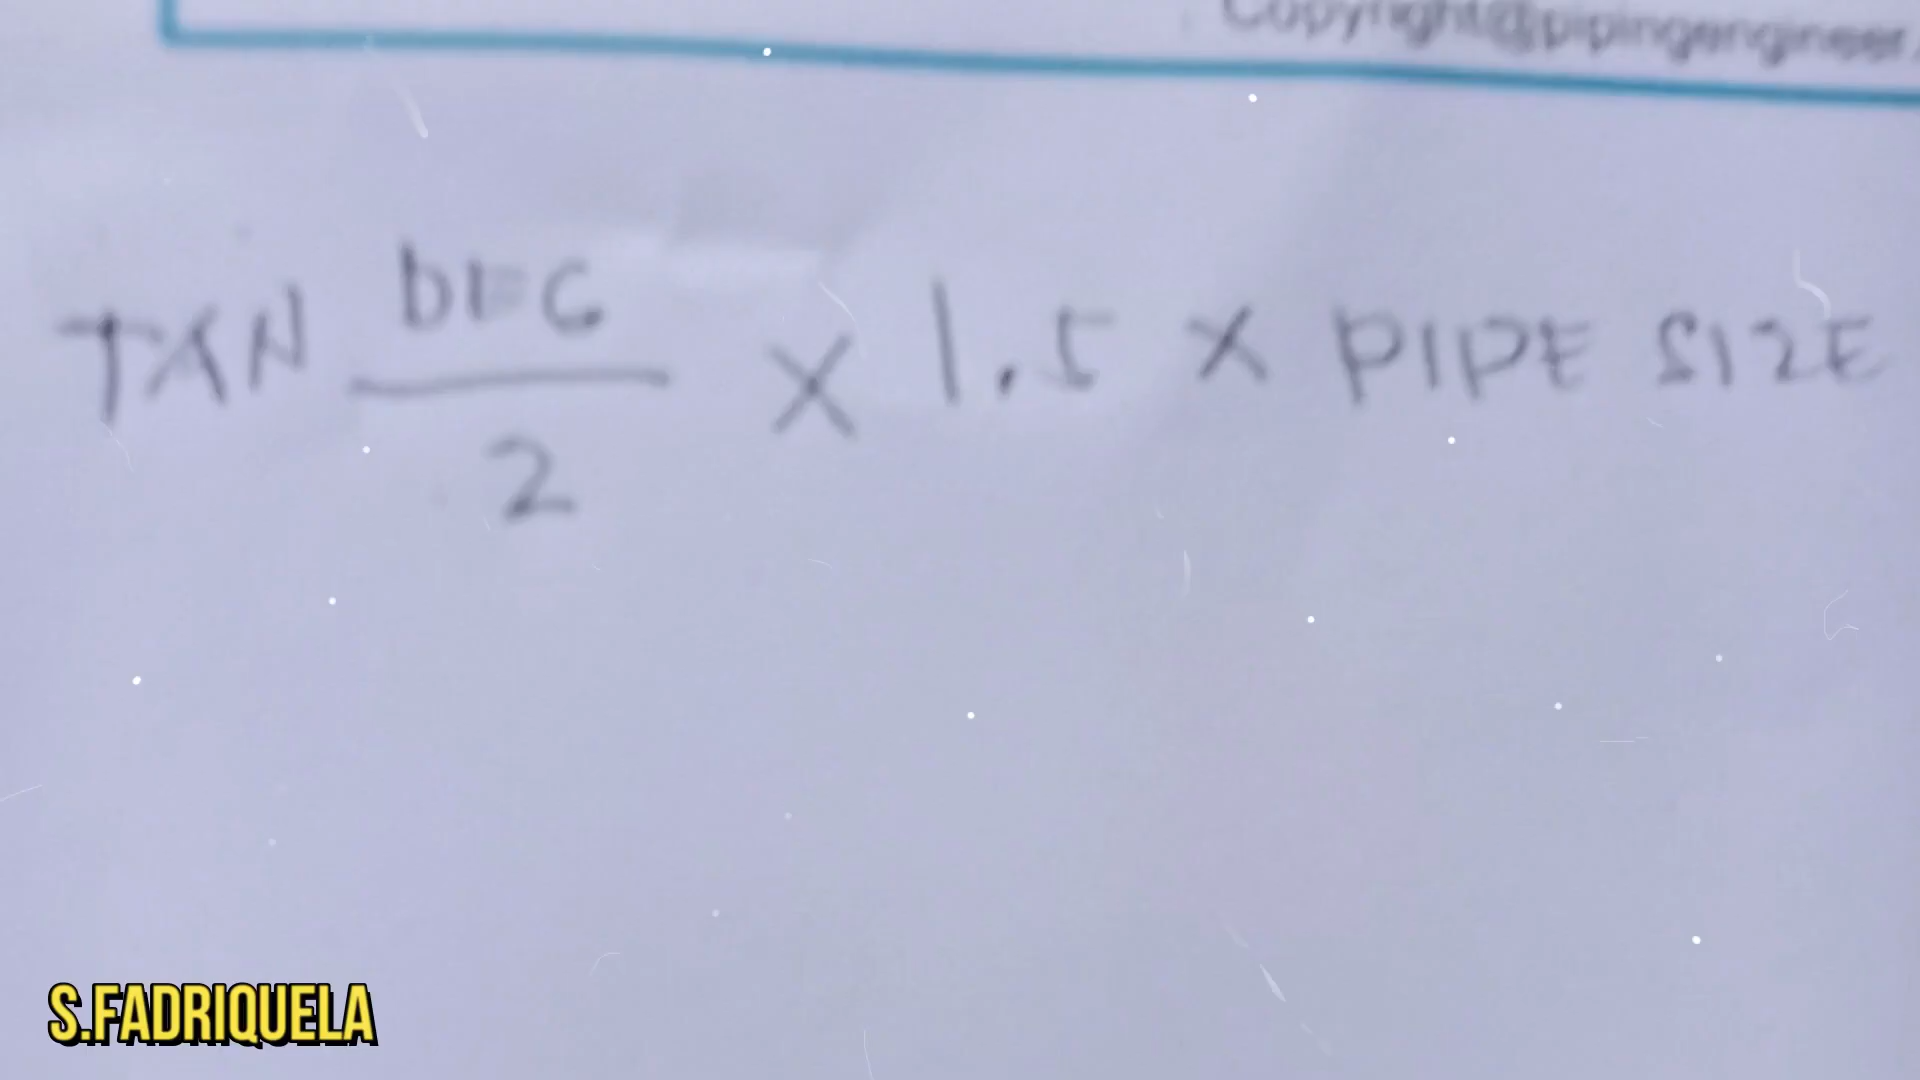 Copyright@pipingengineer.
TAN DEG/2 X 1.5 X PIPE SIZE
S.FADRIQUELA